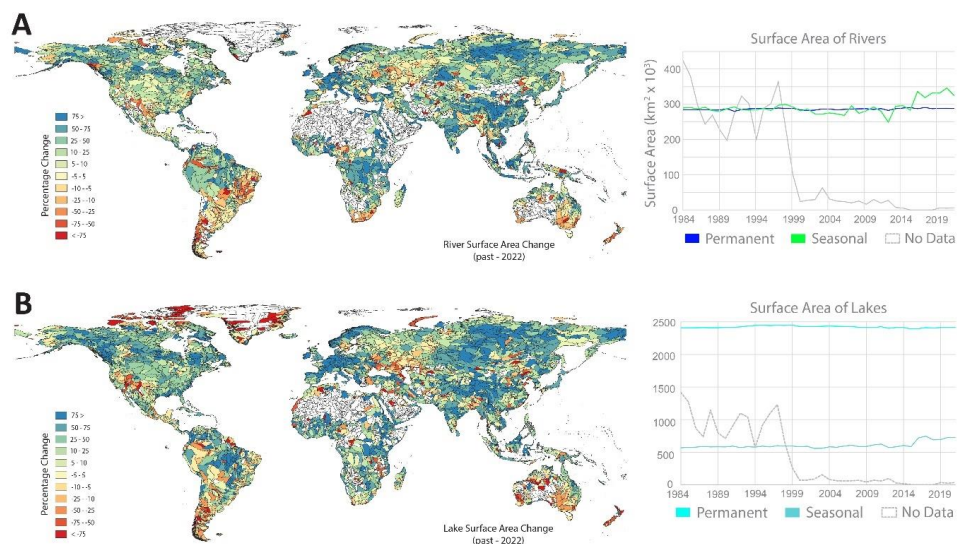 A
Percentage Change
75 >
50 - 75
25 - 50
10 - 25
5 - 10
-5 - 5
-10 - -5
-25 - -10
-50 - -25
-75 - -50
< -75
River Surface Area Change
(past - 2022)
Surface Area of Rivers
Surface Area (km² x 10³)
400
300
200
100
0
1984 1989 1994 1999 2004 2009 2014 2019
Permanent Seasonal No Data
B
Percentage Change
75 >
50 - 75
25 - 50
10 - 25
5 - 10
-5 - 5
-10 - -5
-25 - -10
-50 - -25
-75 - -50
< -75
Lake Surface Area Change
(past - 2022)
Surface Area of Lakes
2500
2000
1500
1000
500
0
1984 1989 1994 1999 2004 2009 2014 2019
Permanent Seasonal No Data